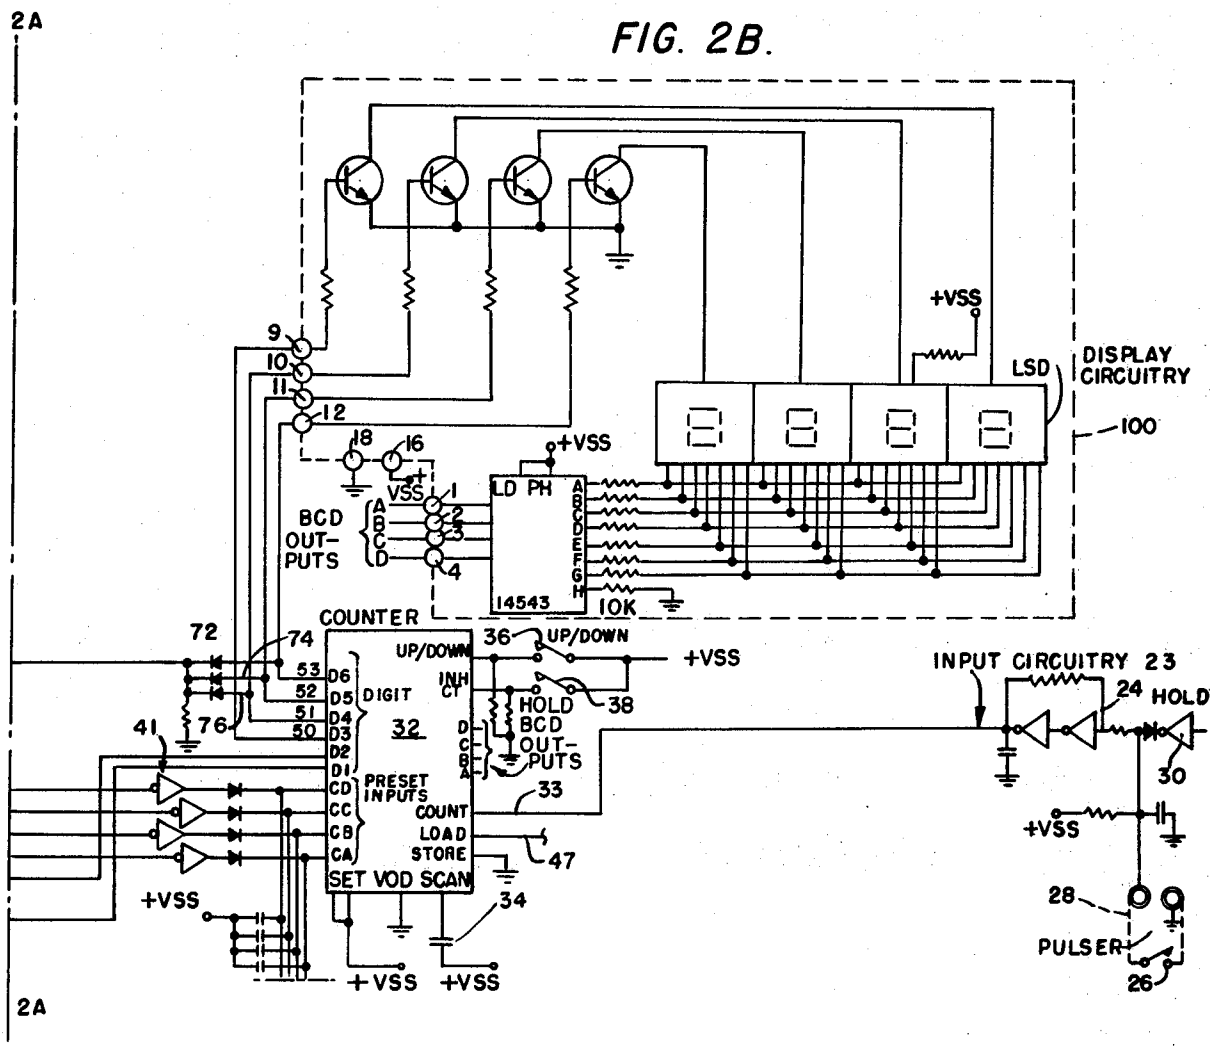 2A
FIG. 2B.
+VSS
LSD
DISPLAY
CIRCUITRY
100
9
10
11
12
18
16
+VSS
+
VSS
1
2
3
4
A
B
C
D
BCD
OUT-
PUTS
LD PH
A
B
C
D
E
F
G
H
14543
10K
COUNTER
36
UP/DOWN
+VSS
72
74
76
53
52
51
50
D6
D5
D4
D3
D2
D1
DIGIT
UP/DOWN
INH
CT
32
38
HOLD
BCD
OUT-
PUTS
D
C
B
A
41
CD
CC
CB
CA
PRESET
INPUTS
COUNT
LOAD
STORE
33
47
SET VOD SCAN
34
+VSS
+VSS
+VSS
INPUT CIRCUITRY 23
24
HOLD
30
+VSS
28
PULSER
26
2A